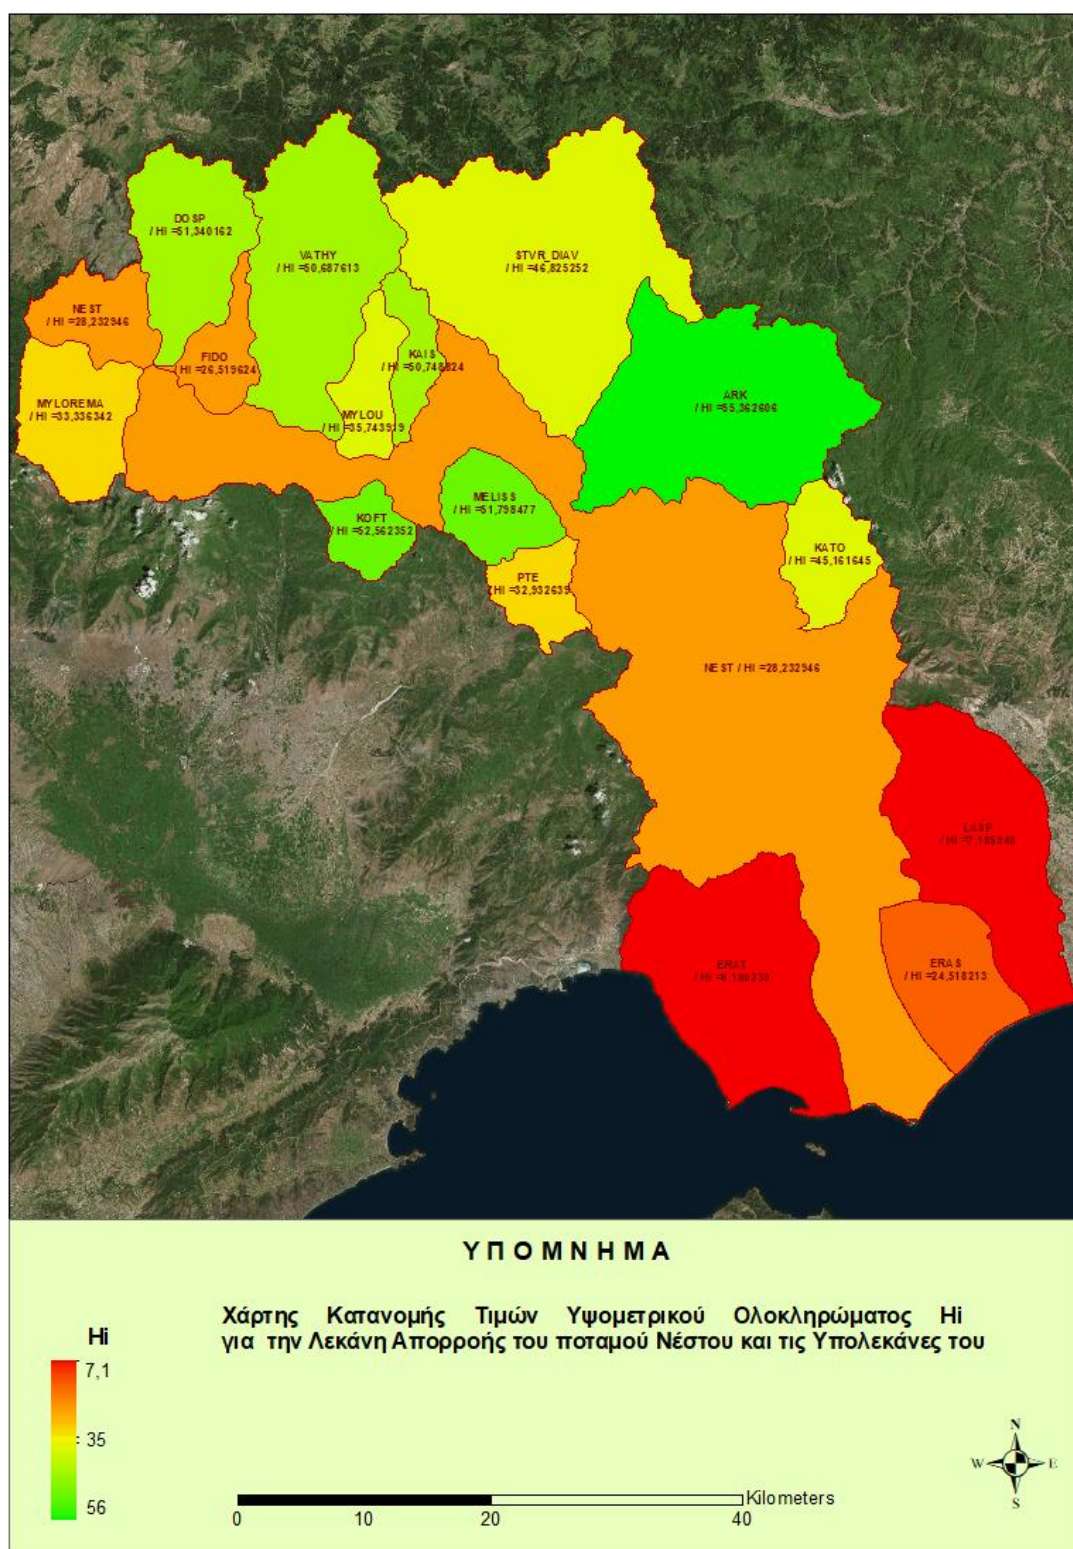 DOSP
/ HI =51,340162
VATHY
/ HI =50,687613
STVR_DIAV
/ HI =46,825252
NEST
/ HI =28,232946
FIDO
HI =26,519624
KAIS
/ HI =50,748824
MYLOREMA
/ HI =33,336342
MYLOU
/ HI =35,743919
ARK
/ HI =55,362606
MELISS
/ HI =51,798477
KOFT
/ HI =52,562352
KATO
/ HI =45,161645
PTE
/ HI =32,932639
NEST / HI =28,232946
LASP
ERAS
/ HI =24,518213
Υ Π Ο Μ Ν Η Μ Α
Χάρτης Κατανομής Τιμών Υψομετρικού Ολοκληρώματος Hi
για την Λεκάνη Απορροής του ποταμού Νέστου και τις Υπολεκάνες του
Hi
7,1
35
56
N
W E
S
Kilometers
0 20 40